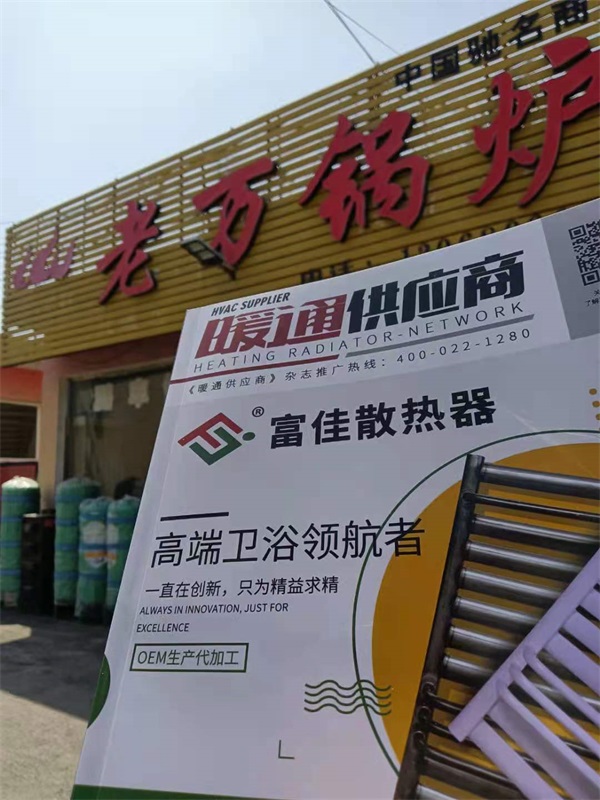 中国驰名商
老万锅炉
HVAC SUPPLIER
暖通供应商
HEATING RADIATOR-NETWORK
《暖通供应商》杂志推广热线：400-022-1280
® 富佳散热器
高端卫浴领航者
一直在创新，只为精益求精
ALWAYS IN INNOVATION, JUST FOR
EXCELLENCE
OEM生产代加工